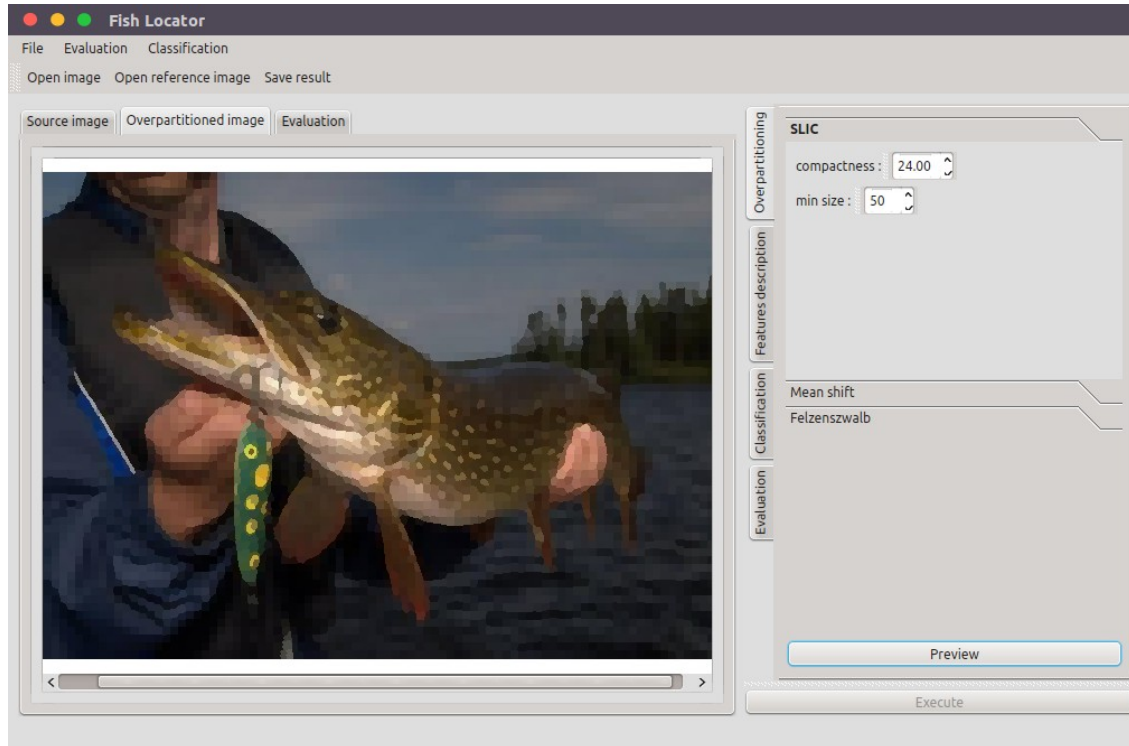 Fish Locator
File Evaluation Classification
Open image Open reference image Save result
Source image Overpartitioned image Evaluation
Overpartitioning
Features description
Classification
Evaluation
SLIC
compactness : 24.00
min size : 50
Mean shift
Felzenszwalb
Preview
Execute